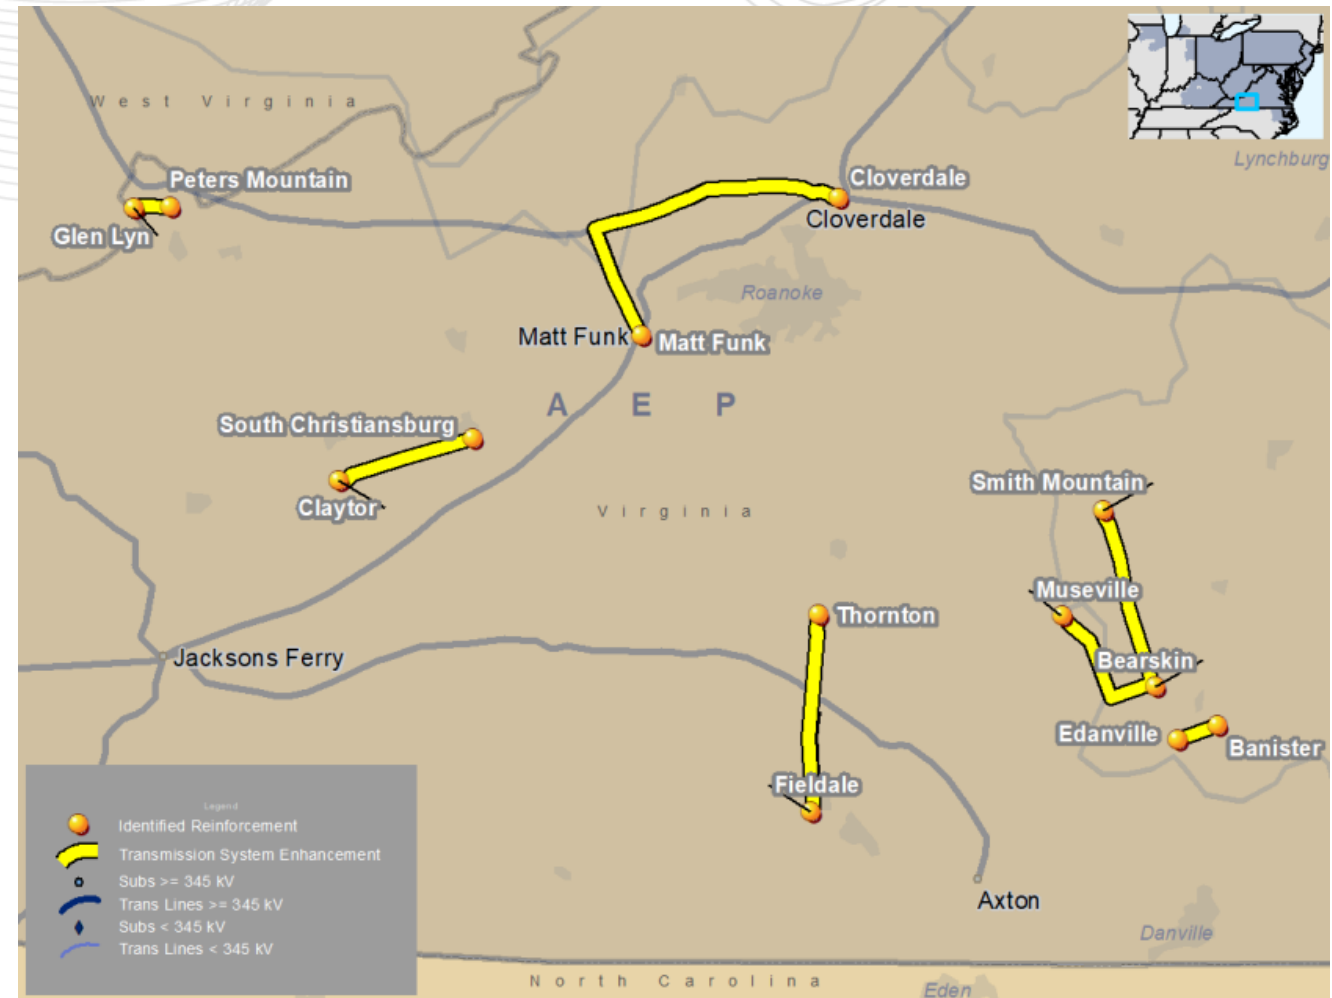 West Virginia
Lynchburg
Peters Mountain
Glen Lyn
Cloverdale
Cloverdale
Roanoke
Matt Funk
Matt Funk
A E P
South Christiansburg
Claytor
Virginia
Smith Mountain
Museville
Thornton
Bearskin
Jacksons Ferry
Edanville
Banister
Fieldale
Axton
Danville
North Carolina
Eden
Legend
Identified Reinforcement
Transmission System Enhancement
Subs >= 345 kV
Trans Lines >= 345 kV
Subs < 345 kV
Trans Lines < 345 kV